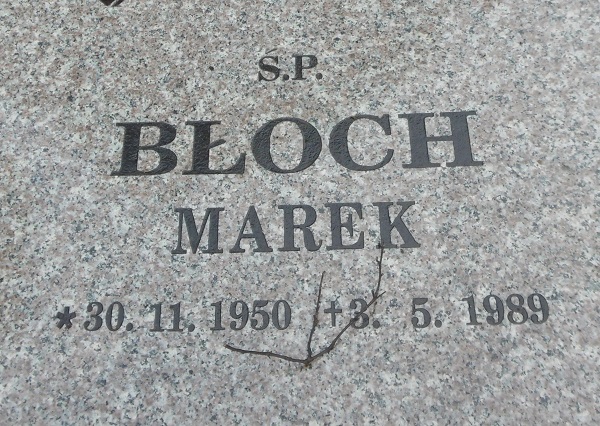 Ś.P.
BŁOCH
MAREK
*30. 11. 1950 †3. 5. 1989